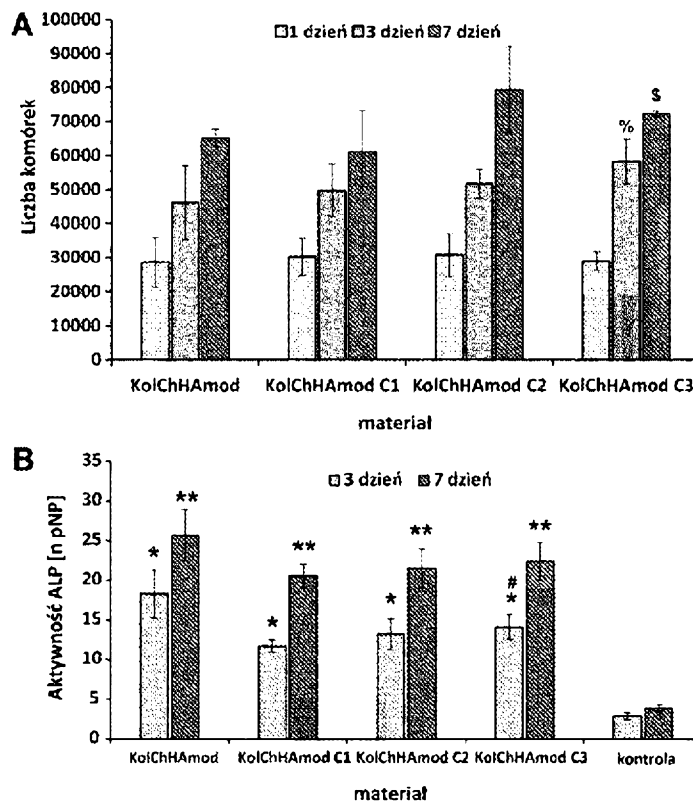 A
1 dzień 3 dzień 7 dzień
Liczba komórek
100000
90000
80000
70000
60000
50000
40000
30000
20000
10000
0
% $
KolChHAmod KolChHAmod C1 KolChHAmod C2 KolChHAmod C3
materiał
B
3 dzień 7 dzień
Aktywność ALP [n pNP]
35
30
25
20
15
10
5
0
* ** * ** * ** # * **
KolChHAmod KolChHAmod C1 KolChHAmod C2 KolChHAmod C3 kontrola
materiał